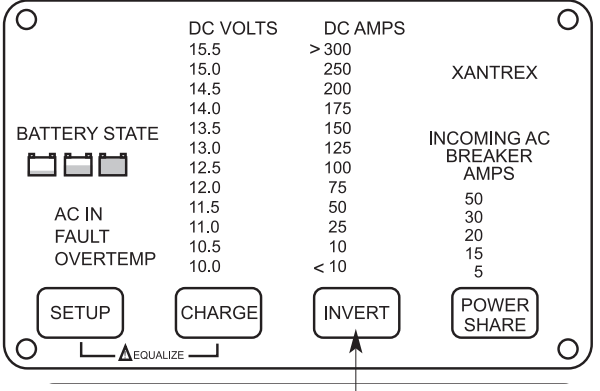 DC VOLTS
15.5
15.0
14.5
14.0
13.5
13.0
12.5
12.0
11.5
11.0
10.5
10.0
DC AMPS
> 300
250
200
175
150
125
100
75
50
25
10
< 10
XANTREX
BATTERY STATE
INCOMING AC
BREAKER
AMPS
50
30
20
15
5
AC IN
FAULT
OVERTEMP
SETUP
CHARGE
INVERT
POWER
SHARE
EQUALIZE